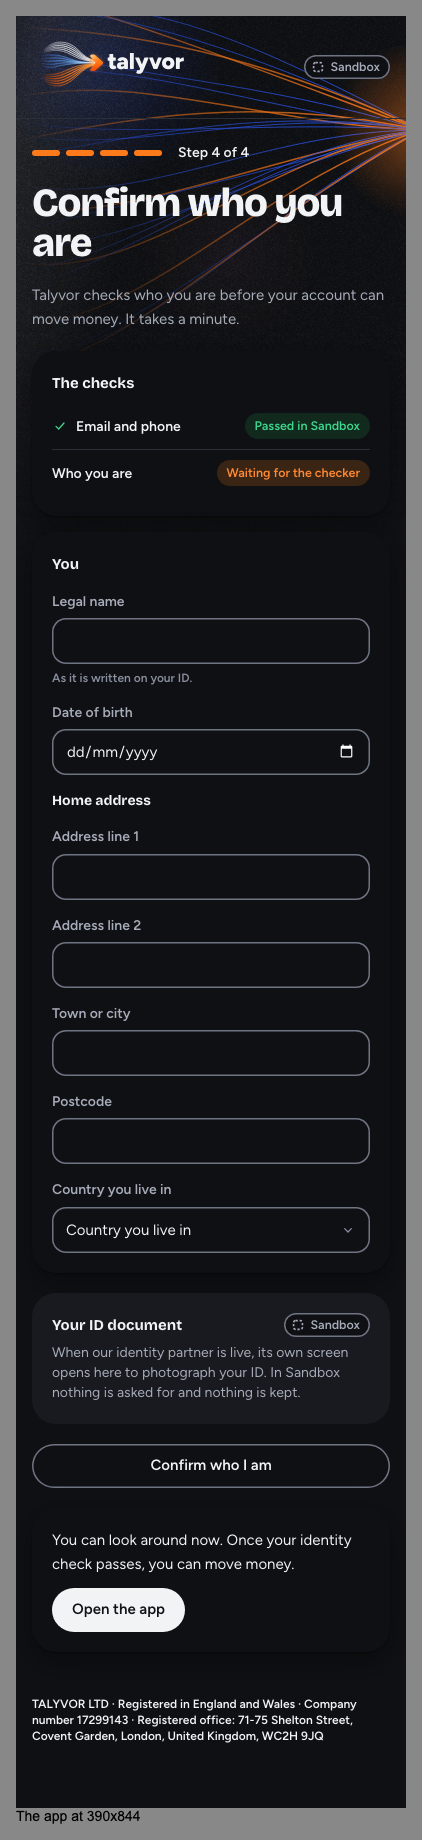 talyvor
Sandbox
Step 4 of 4
Confirm who you
are
Talyvor checks who you are before your account can
move money. It takes a minute.
The checks
Email and phone
Passed in Sandbox
Who you are
Waiting for the checker
You
Legal name
As it is written on your ID.
Date of birth
dd/mm/yyyy
Home address
Address line 1
Address line 2
Town or city
Postcode
Country you live in
Country you live in
Your ID document
Sandbox
When our identity partner is live, its own screen
opens here to photograph your ID. In Sandbox
nothing is asked for and nothing is kept.
Confirm who I am
You can look around now. Once your identity
check passes, you can move money.
Open the app
TALYVOR LTD · Registered in England and Wales · Company
number 17299143 · Registered office: 71-75 Shelton Street,
Covent Garden, London, United Kingdom, WC2H 9JQ
The app at 390x844